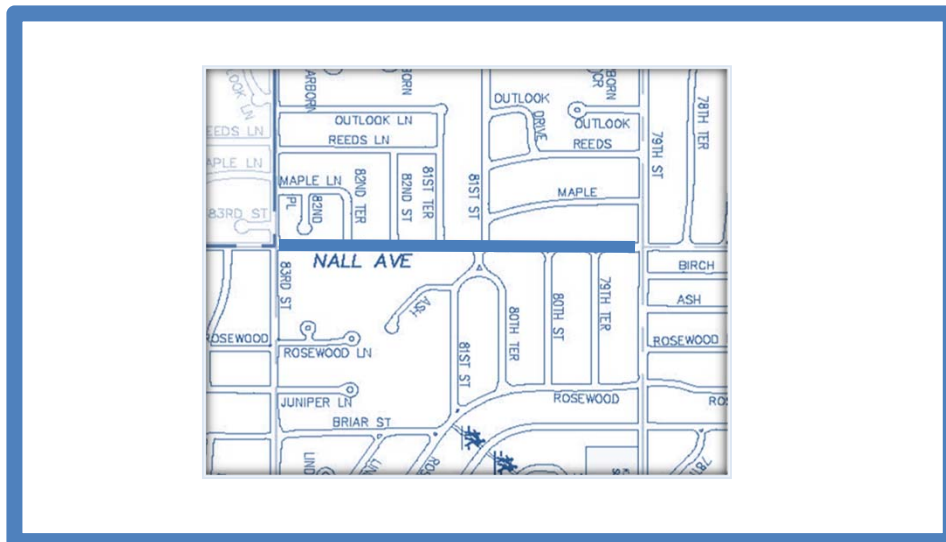 OUTLOOK
OUTLOOK
DRIVE
REEDS
OUTLOOK LN
REEDS LN
MAPLE LN
PL
82ND
82ND TER
82ND ST
81ST TER
81ST ST
MAPLE
79TH ST
78TH TER
REEDS LN
MAPLE LN
83RD ST
NALL AVE
83RD ST
BIRCH
ASH
ASH
80TH TER
80TH ST
79TH TER
81ST ST
ROSEWOOD
ROSEWOOD LN
ROSEWOOD
JUNIPER LN
ROSEWOOD
BRIAR ST